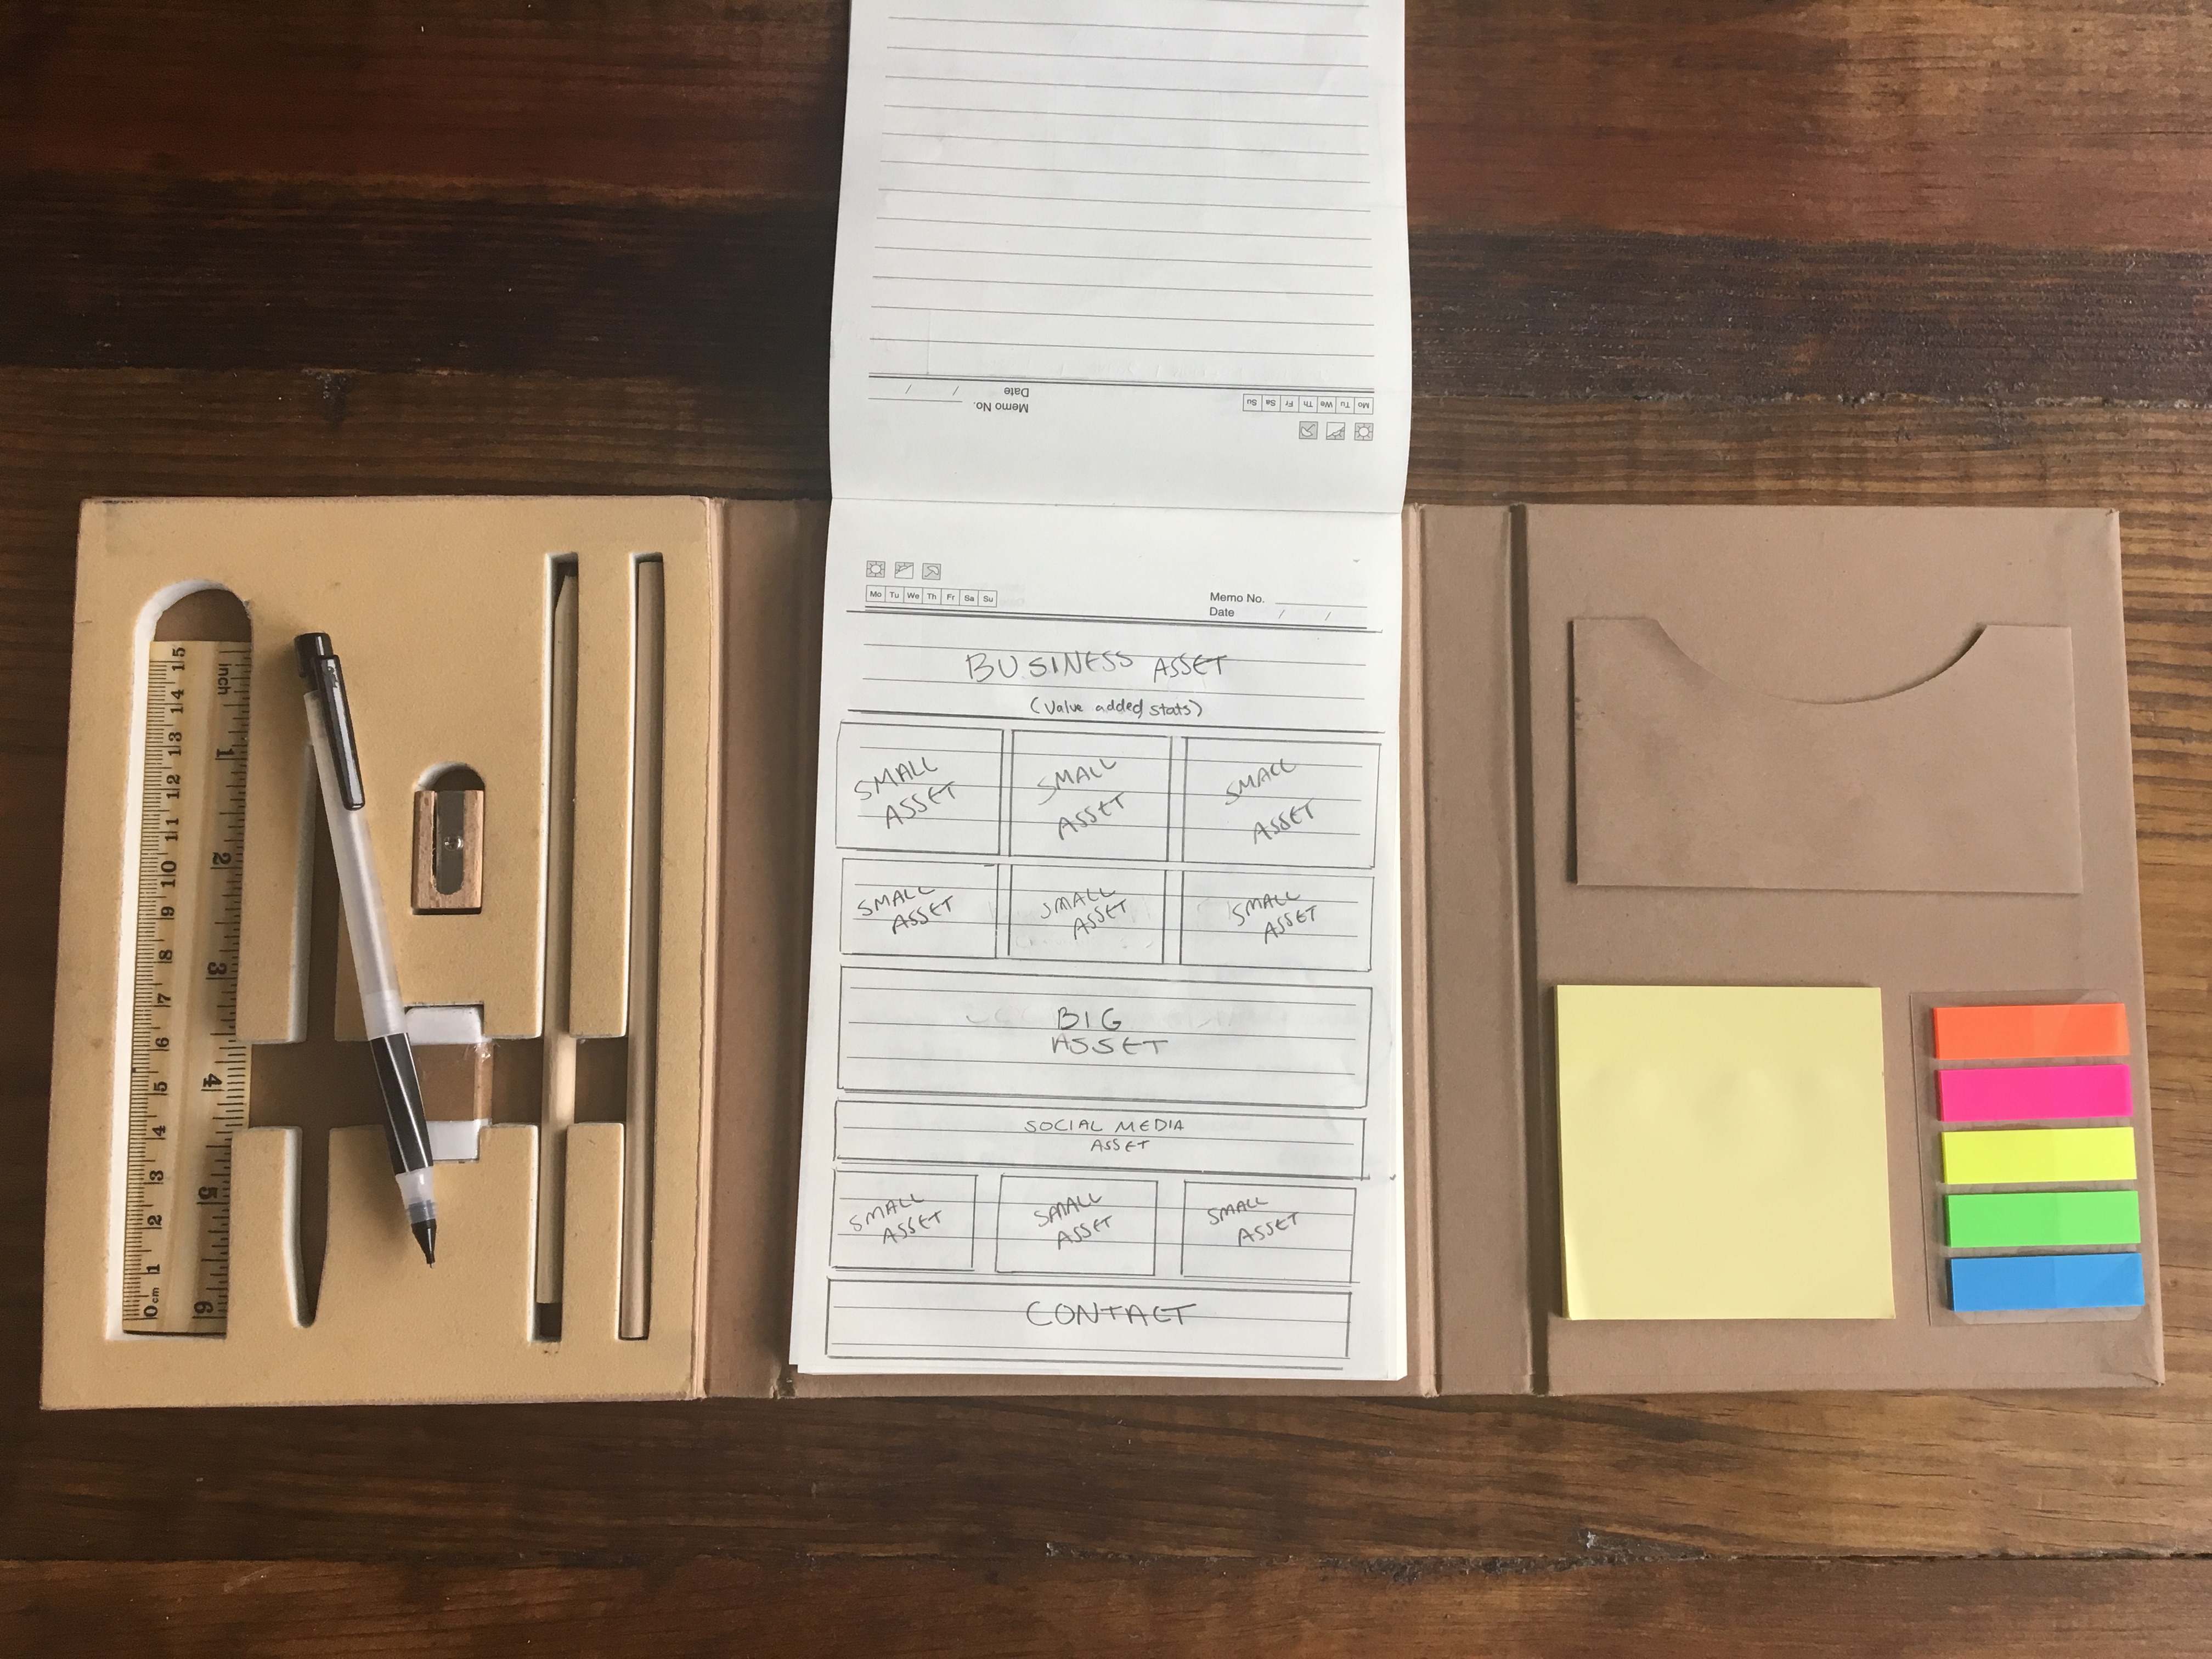 Memo No.
Date / /
Mo Tu We Th Fr Sa Su
Mo Tu We Th Fr Sa Su
Memo No.
Date / /
BUSINESS ASSET
(Value added stats)
SMALL
ASSET
SMALL
ASSET
SMALL
ASSET
SMALL
ASSET
SMALL
ASSET
SMALL
ASSET
BIG
ASSET
SOCIAL MEDIA
ASSET
SMALL
ASSET
SMALL
ASSET
SMALL
ASSET
CONTACT
inch
1 2 3 4 5 6
0cm 1 2 3 4 5 6 7 8 9 10 11 12 13 14 15